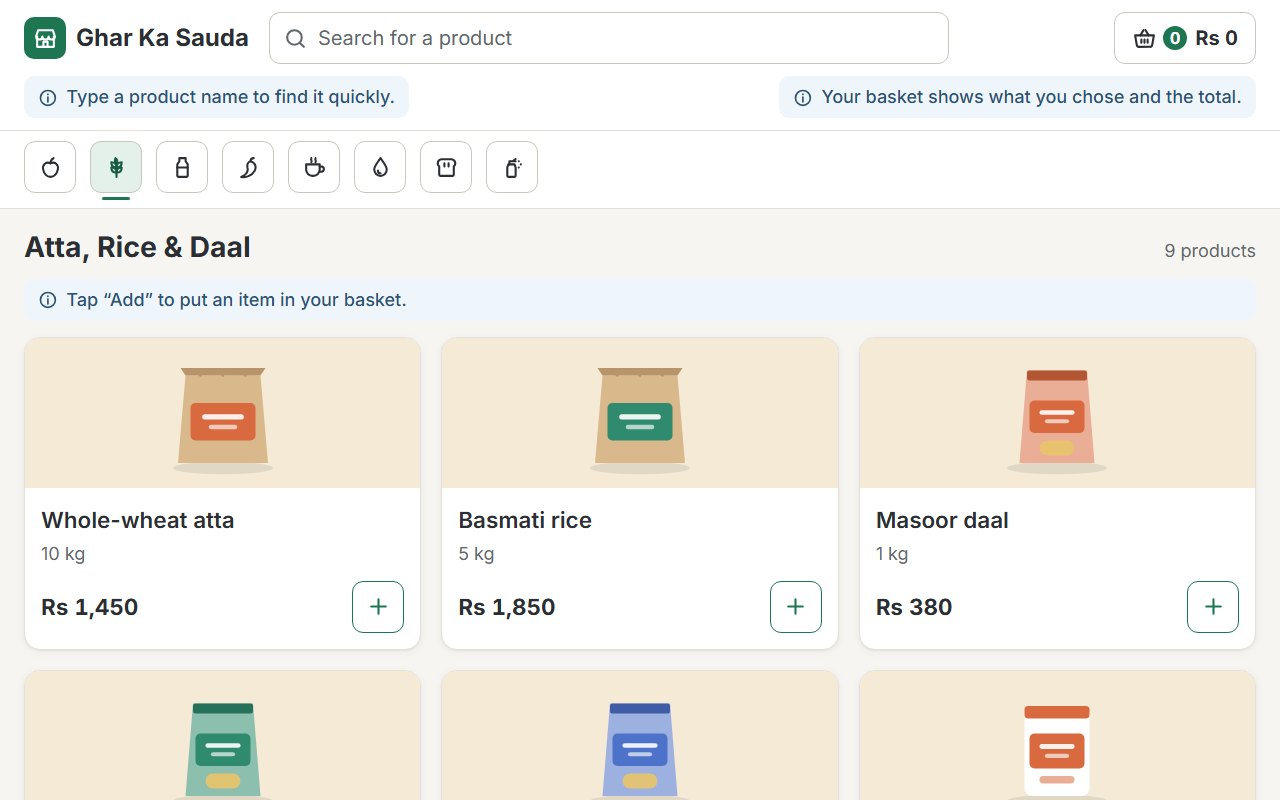 Ghar Ka Sauda
Search for a product
0 Rs 0
Type a product name to find it quickly.
Your basket shows what you chose and the total.
Atta, Rice & Daal
9 products
Tap “Add” to put an item in your basket.
Whole-wheat atta
10 kg
Rs 1,450
Basmati rice
5 kg
Rs 1,850
Masoor daal
1 kg
Rs 380